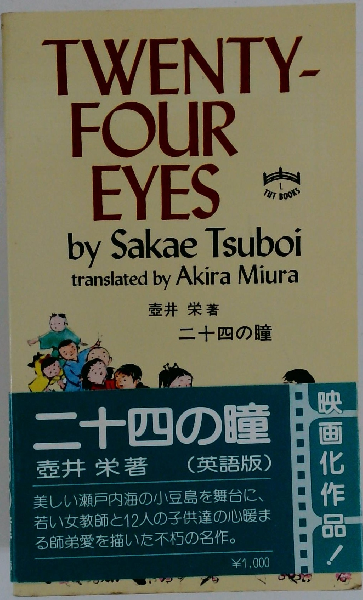 TWENTY-
FOUR
EYES
TUT BOOKS
by Sakae Tsuboi
translated by Akira Miura
壺井 栄著
二十四の瞳
二十四の瞳
壺井 栄著 (英語版)
美しい瀬戸内海の小豆島を舞台に、
若い女教師と12人の子供達の心暖ま
る師弟愛を描いた不朽の名作。
¥1,000
映画化作品!